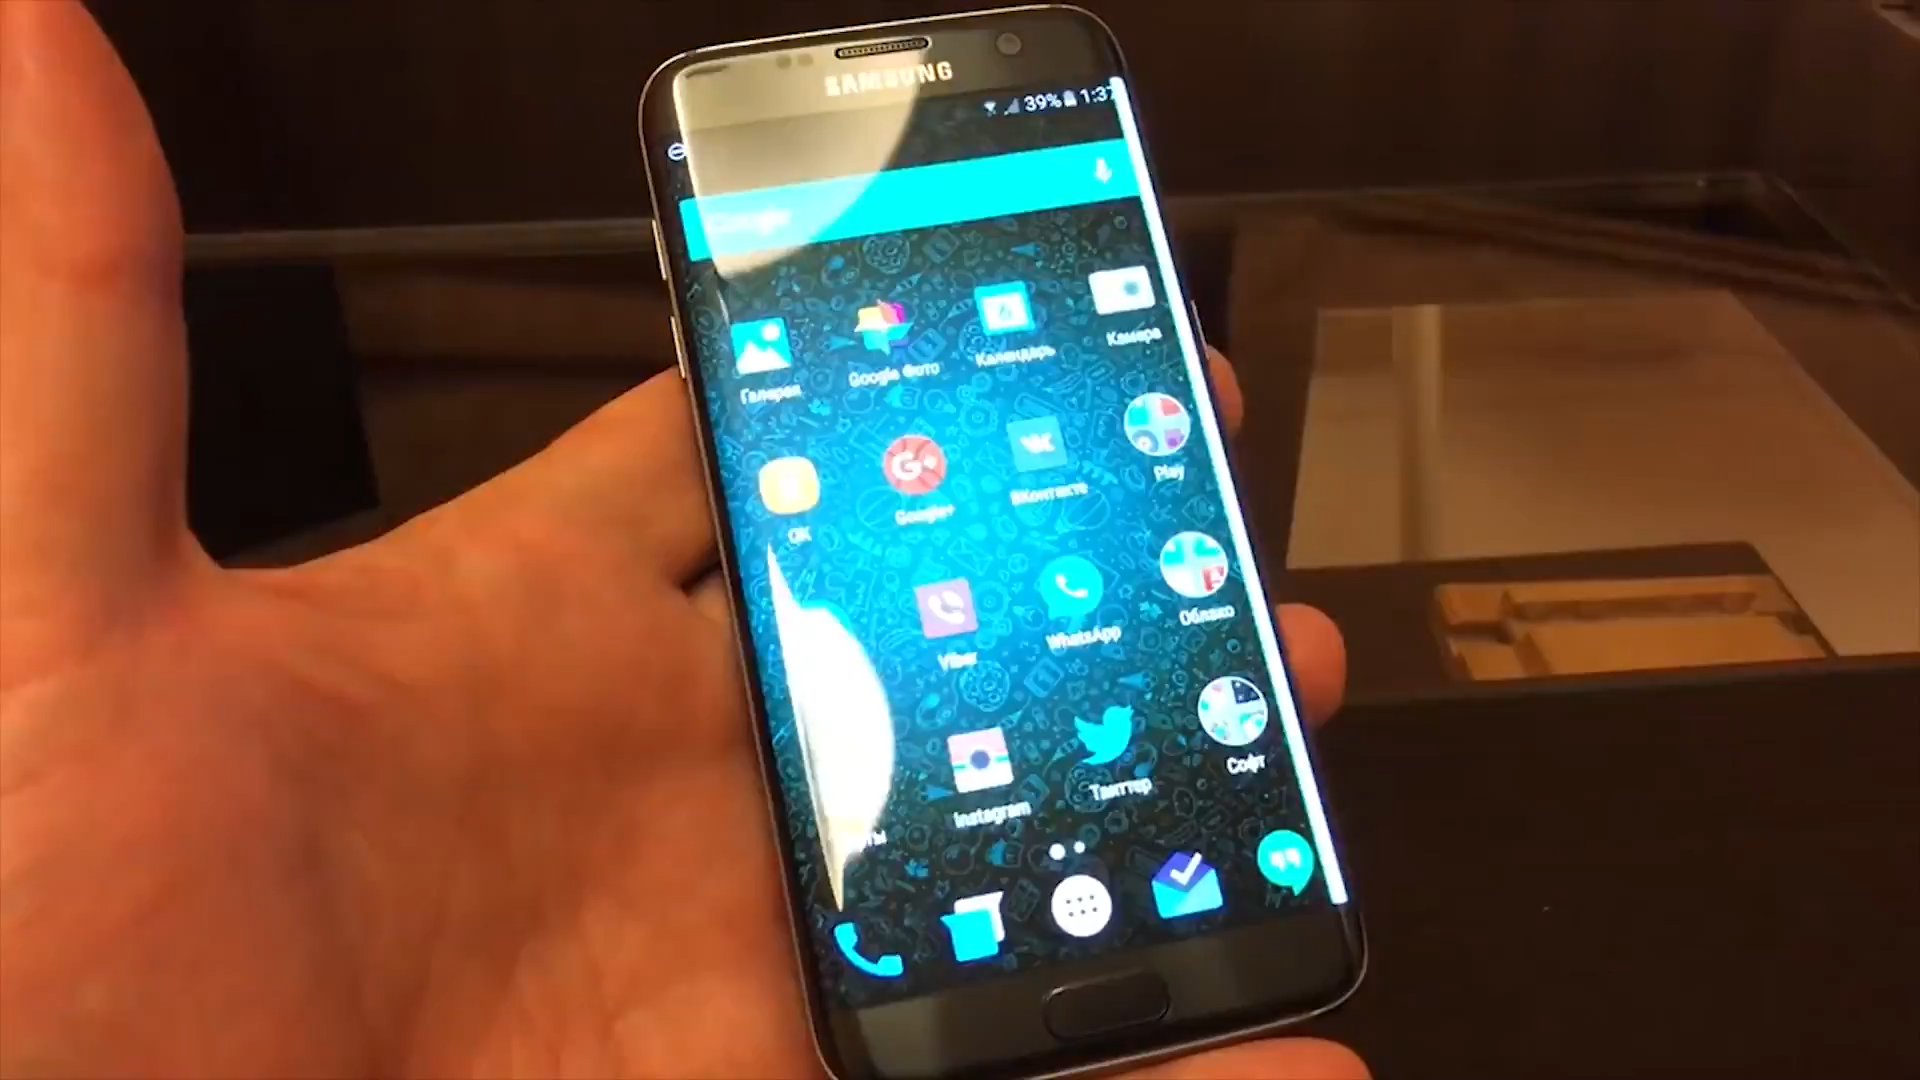 SAMSUNG
39% 1:37
Google
Галерея
Google Фото
Календарь
Камера
OK
Google+
ВКонтакте
Play
Viber
WhatsApp
Облако
Instagram
Твиттер
Софт